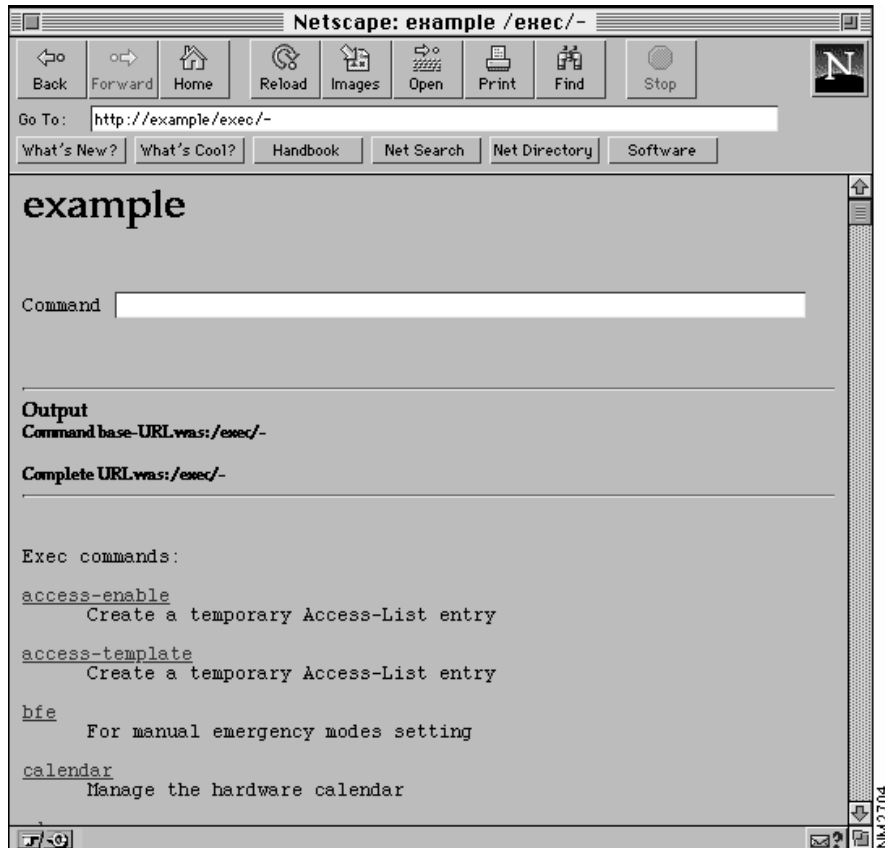 Netscape: example /exec/-
Back Forward Home Reload Images Open Print Find Stop
N
Go To: http://example/exec/-
What's New? What's Cool? Handbook Net Search Net Directory Software
example
Command
Output
Command base-URL was: /exec/-
Complete URL was: /exec/-
Exec commands:
access-enable
Create a temporary Access-List entry
access-template
Create a temporary Access-List entry
bfe
For manual emergency modes setting
calendar
Manage the hardware calendar
NM2704